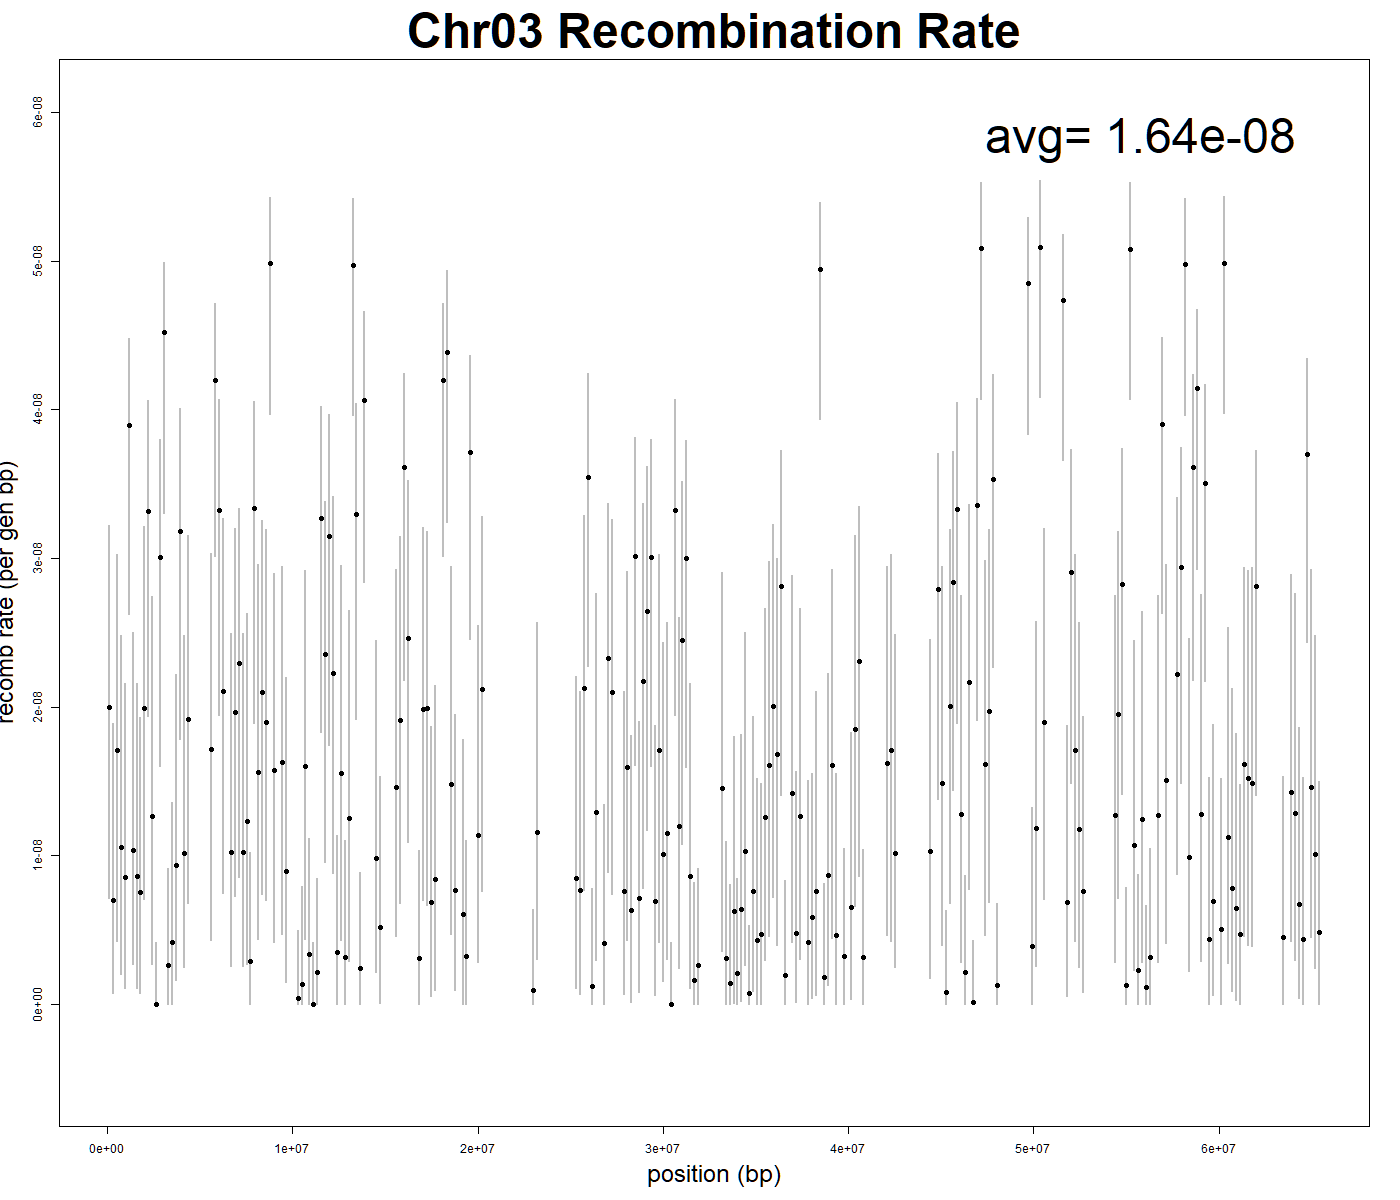 Chr03 Recombination Rate
avg= 1.64e-08
recomb rate (per gen bp)
6e-08
5e-08
4e-08
3e-08
2e-08
1e-08
0e+00
0e+00 1e+07 2e+07 3e+07 4e+07 5e+07 6e+07
position (bp)